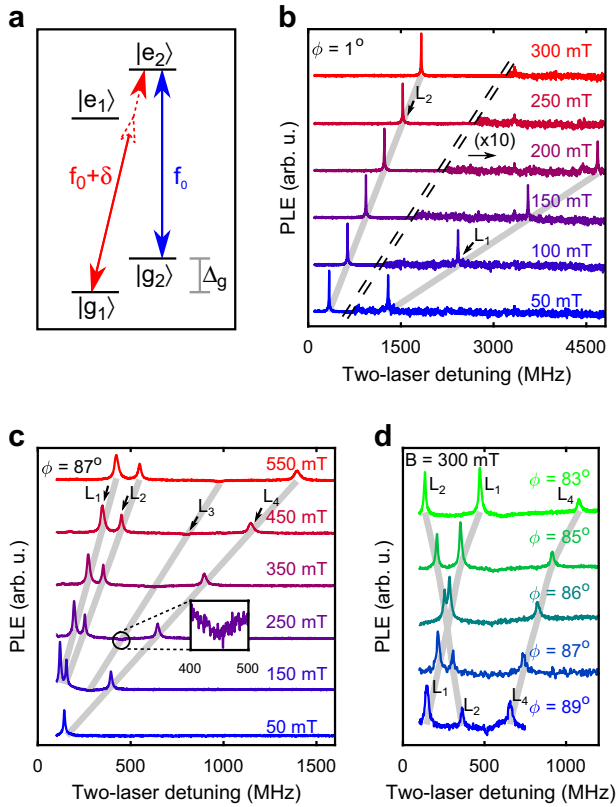 a
|e₂⟩
|e₁⟩
f₀+δ
f₀
|g₂⟩
Δg
|g₁⟩
b
ϕ = 1°
300 mT
250 mT
L₂
(x10)
200 mT
150 mT
L₁
100 mT
50 mT
PLE (arb. u.)
1500 3000 4500
Two-laser detuning (MHz)
c
ϕ = 87°
550 mT
L₁ L₂ L₃ L₄
450 mT
350 mT
250 mT
400 500
150 mT
50 mT
PLE (arb. u.)
0 500 1000 1500
Two-laser detuning (MHz)
d
B = 300 mT
ϕ = 83°
L₂ L₁ L₄
ϕ = 85°
ϕ = 86°
ϕ = 87°
L₁ L₂ L₄
ϕ = 89°
PLE (arb. u.)
0 500 1000
Two-laser detuning (MHz)